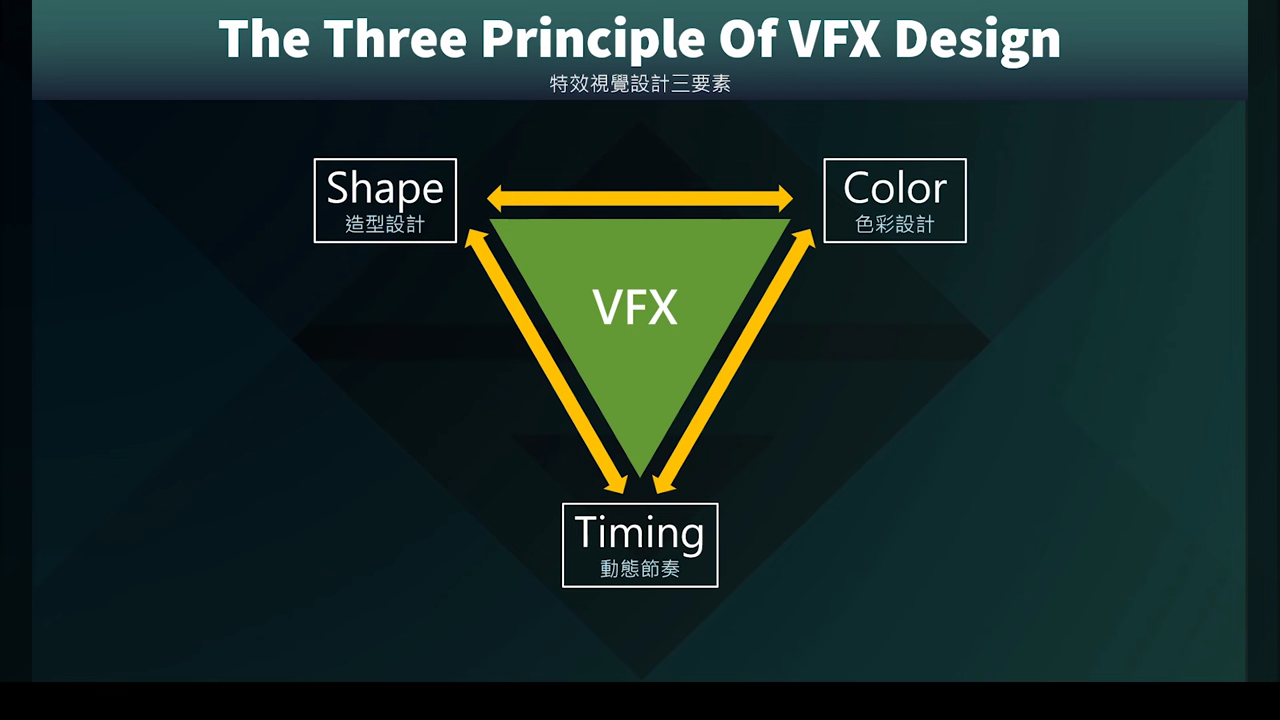 The Three Principle Of VFX Design
特效視覺設計三要素
Shape
造型設計
Color
色彩設計
VFX
Timing
動態節奏